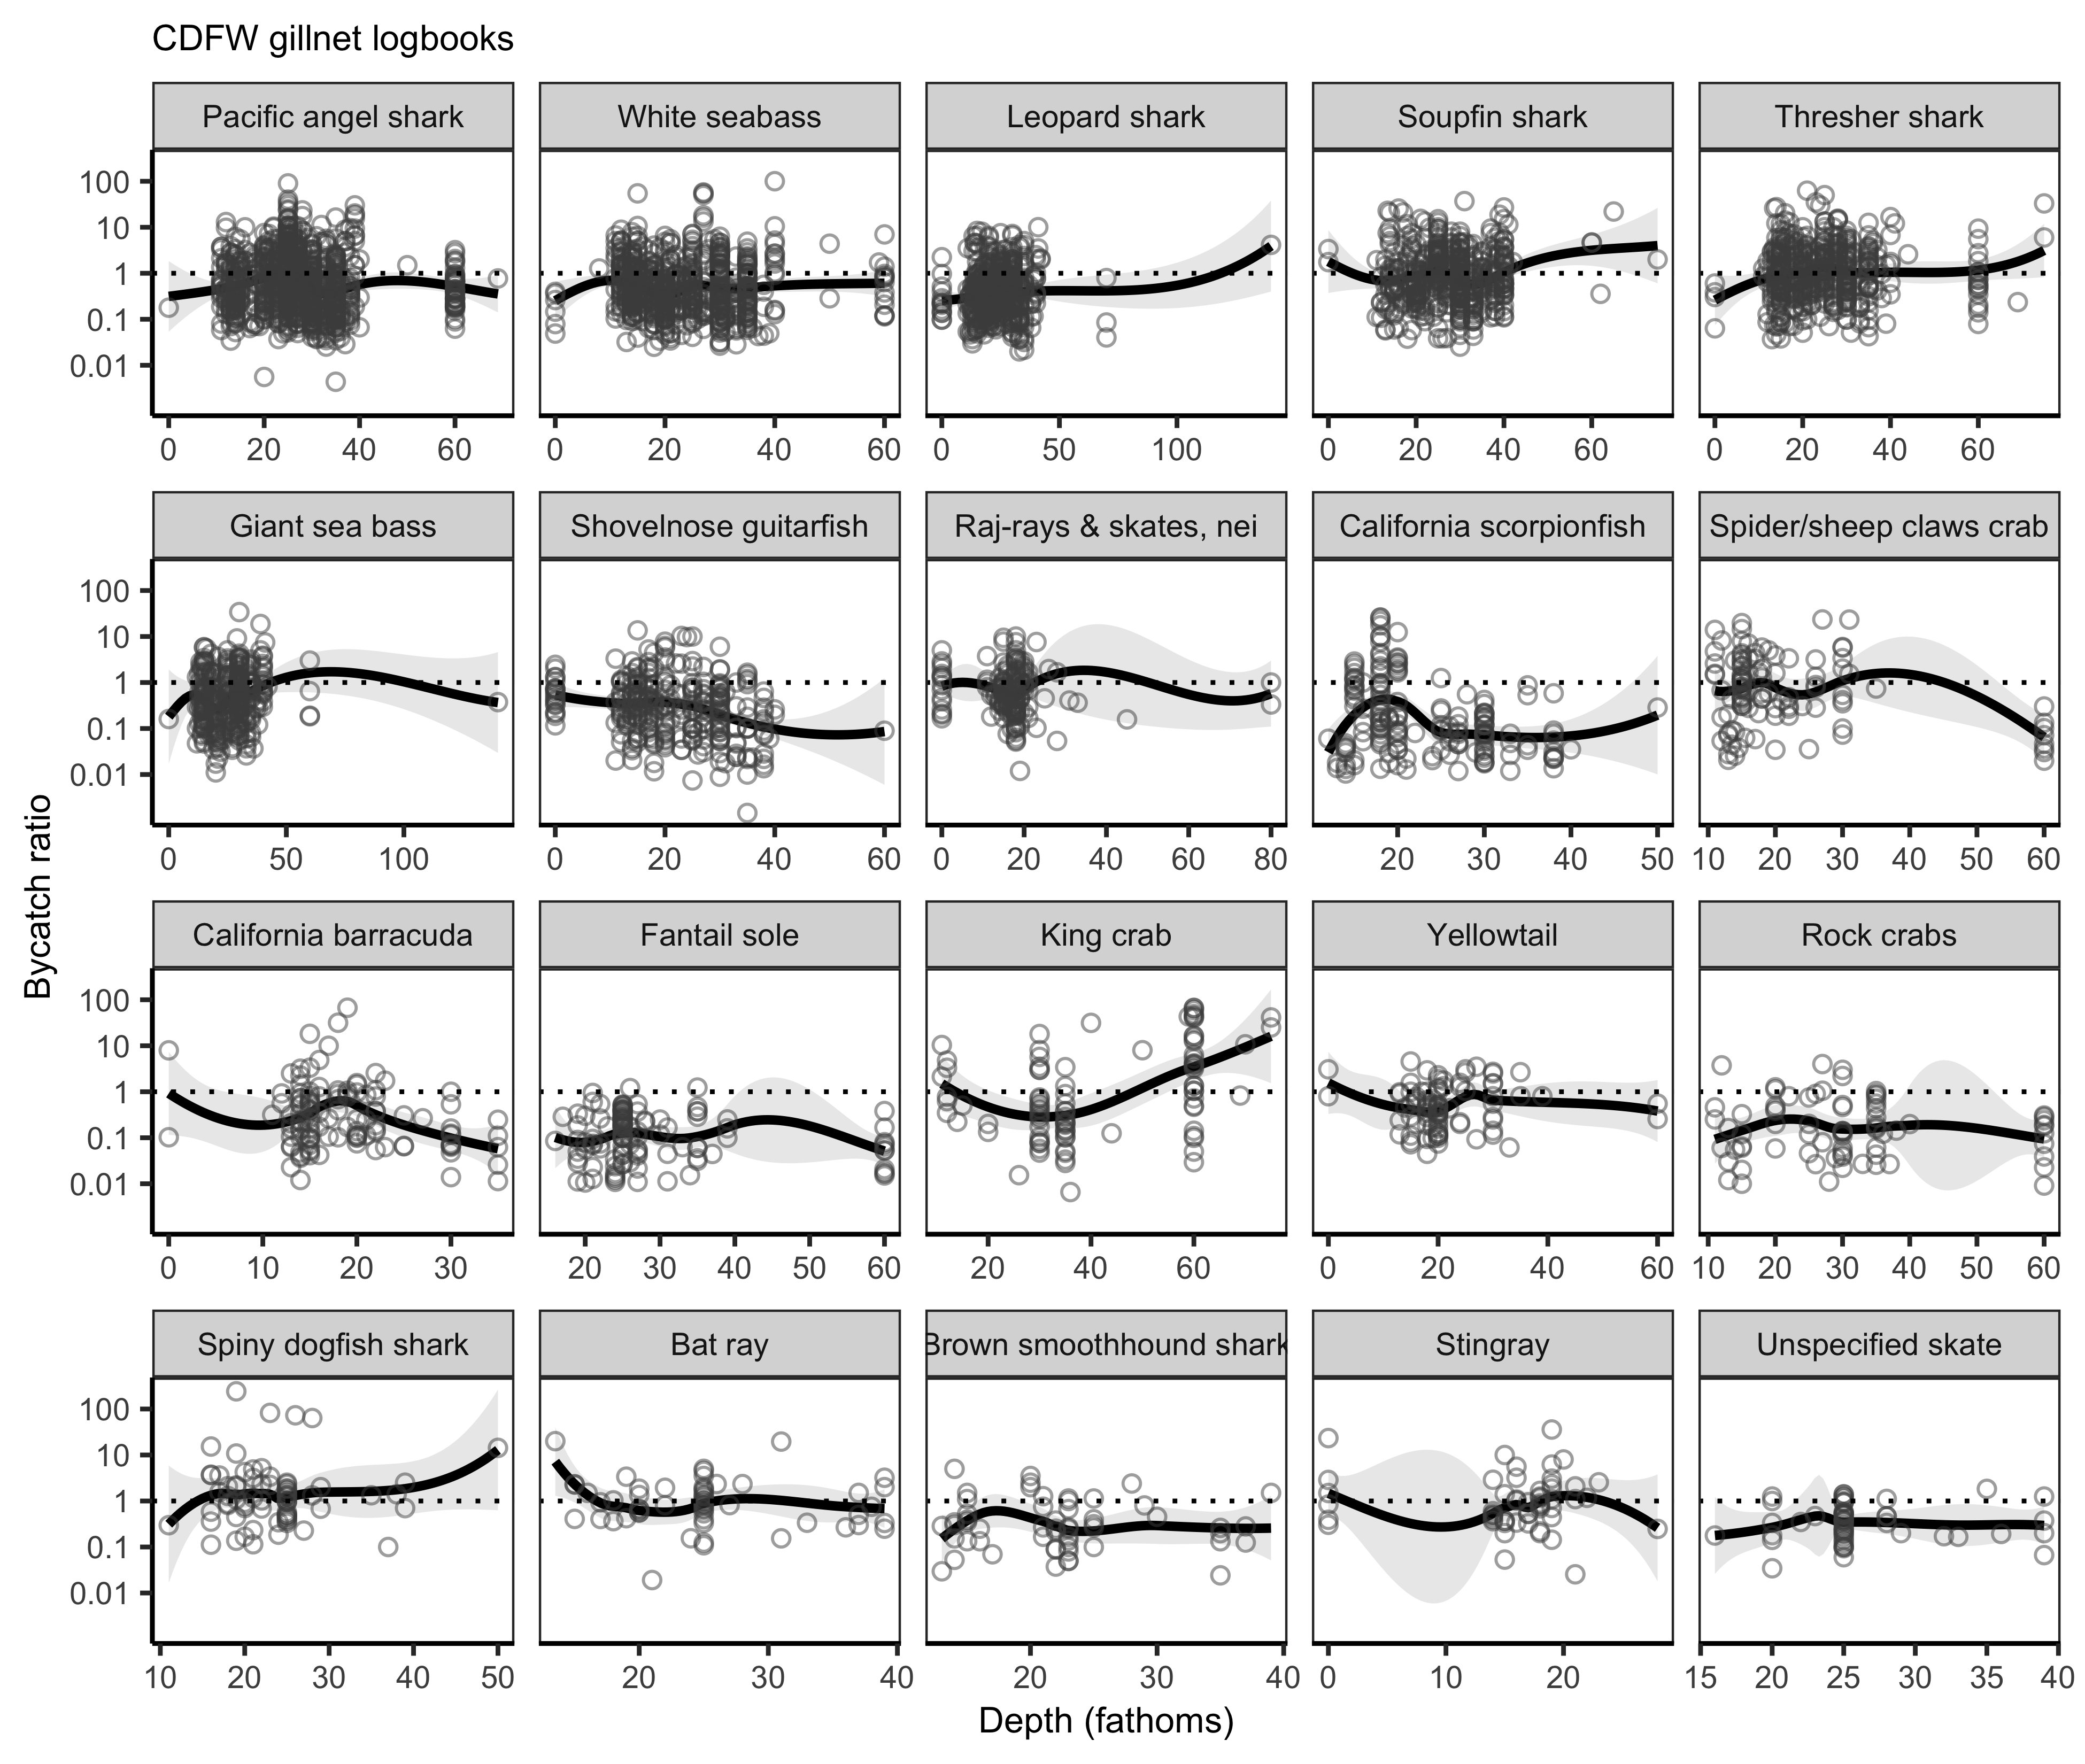 CDFW gillnet logbooks
Pacific angel shark White seabass Leopard shark Soupfin shark Thresher shark
100
10
1
0.1
0.01
0 20 40 60 0 20 40 60 0 50 100 0 20 40 60 0 20 40 60
Giant sea bass Shovelnose guitarfish Raj-rays & skates, nei California scorpionfish Spider/sheep claws crab
100
10
1
0.1
0.01
0 50 100 0 20 40 60 0 20 40 60 80 20 30 40 50 10 20 30 40 50 60
Bycatch ratio
California barracuda Fantail sole King crab Yellowtail Rock crabs
100
10
1
0.1
0.01
0 10 20 30 20 30 40 50 60 20 40 60 0 20 40 60 10 20 30 40 50 60
Spiny dogfish shark Bat ray Brown smoothhound shark Stingray Unspecified skate
100
10
1
0.1
0.01
10 20 30 40 50 20 30 40 20 30 40 0 10 20 15 20 25 30 35 40
Depth (fathoms)